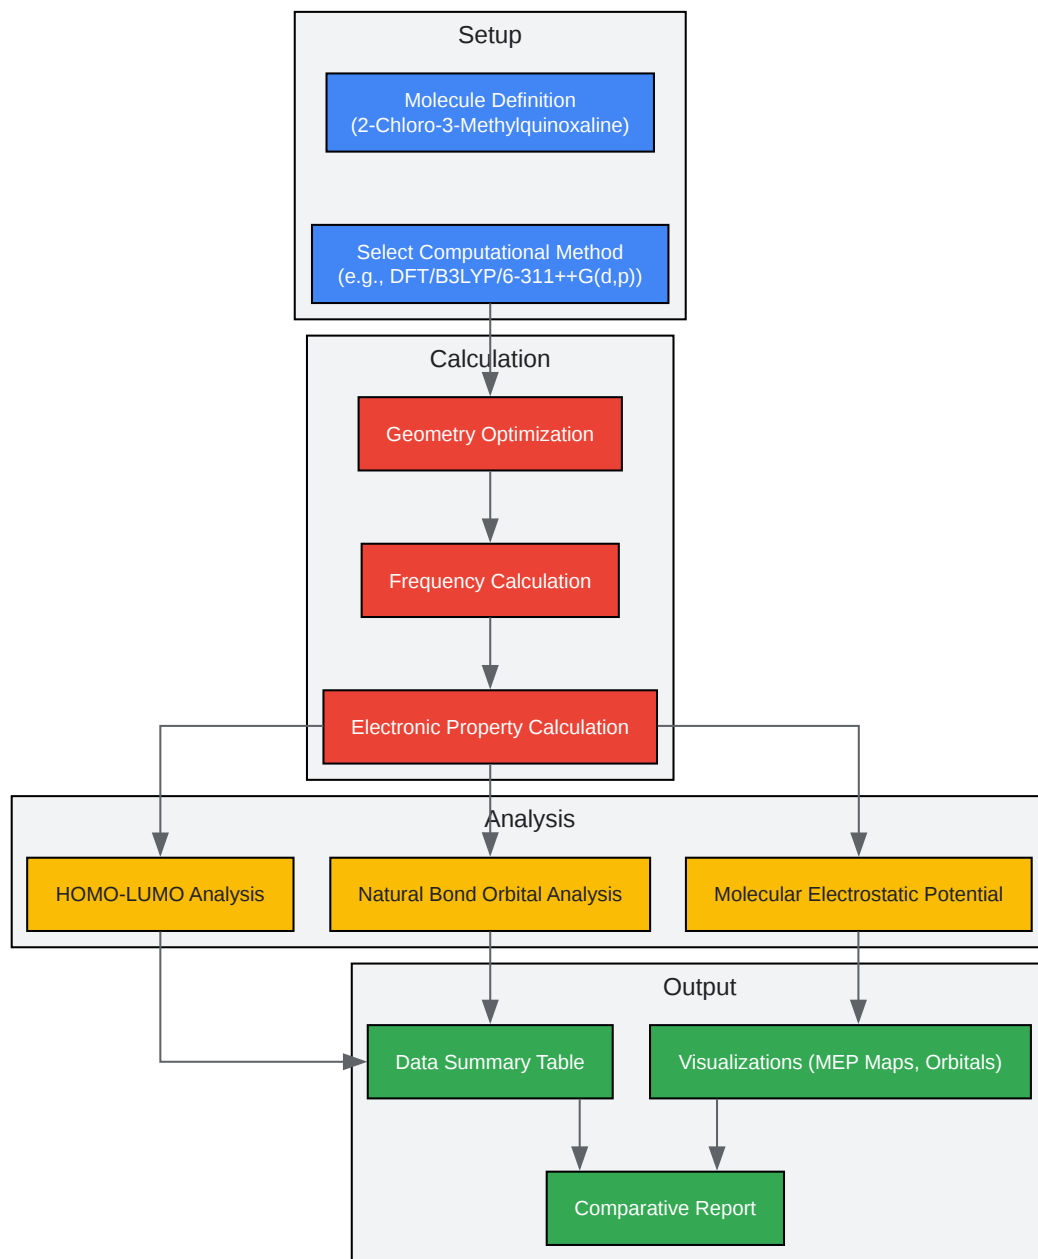 Setup
Molecule Definition
(2-Chloro-3-Methylquinoxaline)
Select Computational Method
(e.g., DFT/B3LYP/6-311++G(d,p))
Calculation
Geometry Optimization
Frequency Calculation
Electronic Property Calculation
Analysis
HOMO-LUMO Analysis
Natural Bond Orbital Analysis
Molecular Electrostatic Potential
Output
Data Summary Table
Visualizations (MEP Maps, Orbitals)
Comparative Report